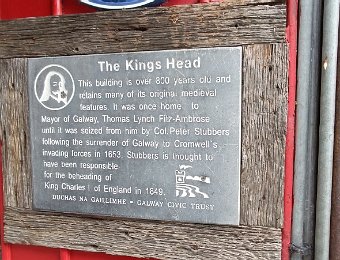 The Kings Head
This building is over 800 years old and
retains many of its original medieval
features. It was once home to
Mayor of Galway, Thomas Lynch Fitz-Ambrose
until it was seized from him by Col. Peter Stubbers
following the surrender of Galway to Cromwell's
invading forces in 1653. Stubbers is thought to
have been responsible
for the beheading of
King Charles I of England in 1649.
DUCHAS NA GAILLIMHE - GALWAY CIVIC TRUST